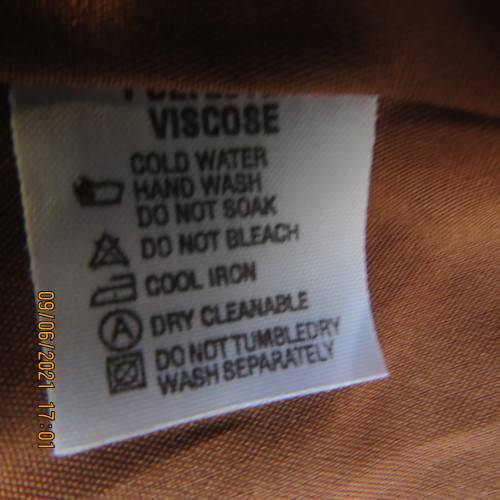 VISCOSE
COLD WATER
HAND WASH
DO NOT SOAK
DO NOT BLEACH
COOL IRON
A DRY CLEANABLE
DO NOT TUMBLEDRY
WASH SEPARATELY
09/06/2021 17:01